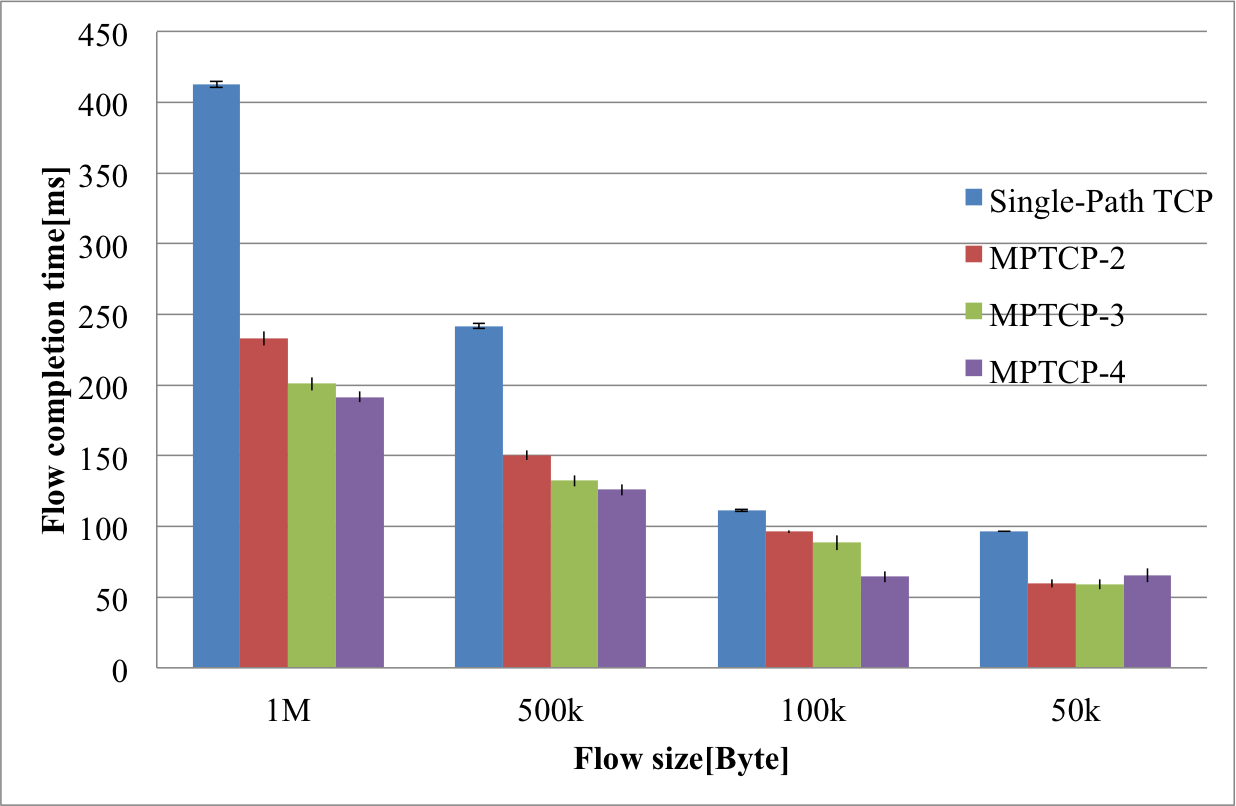 450
400
350
300
250
200
150
100
50
0
Flow completion time[ms]
Single-Path TCP
MPTCP-2
MPTCP-3
MPTCP-4
1M 500k 100k 50k
Flow size[Byte]